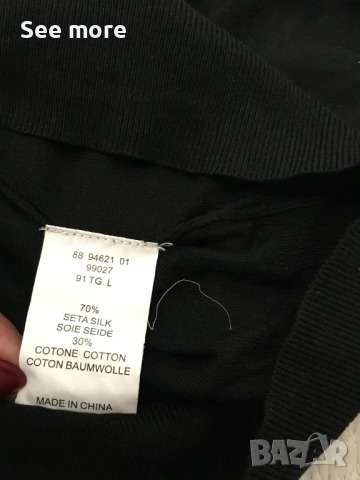 See more
88 94621 01
99027
91 TG. L
70%
SETA SILK
SOIE SEIDE
30%
COTONE COTTON
COTON BAUMWOLLE
MADE IN CHINA
BAZAR